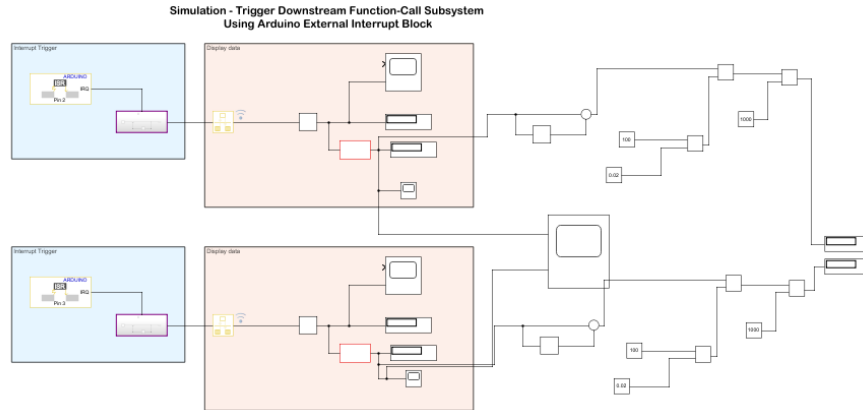 Simulation - Trigger Downstream Function-Call Subsystem
Using Arduino External Interrupt Block
Interrupt Trigger
ARDUINO
ISR
IRQ
Pin 2
Display data
100
0.02
1000
Interrupt Trigger
ARDUINO
ISR
IRQ
Pin 3
Display data
100
0.02
1000